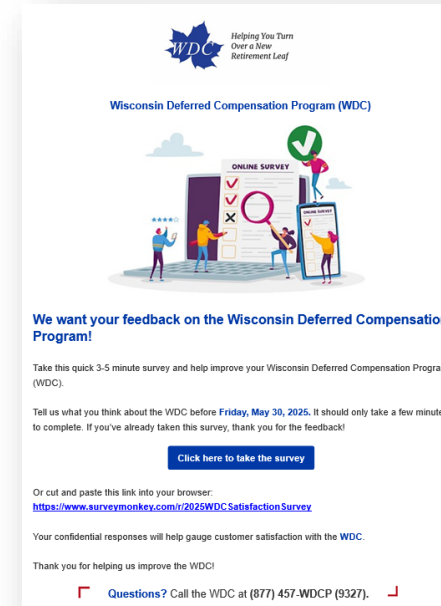 WDC
Helping You Turn
Over a New
Retirement Leaf
Wisconsin Deferred Compensation Program (WDC)
ONLINE SURVEY
ONLINE SURVEY
We want your feedback on the Wisconsin Deferred Compensatio
Program!
Take this quick 3-5 minute survey and help improve your Wisconsin Deferred Compensation Progra
(WDC).
Tell us what you think about the WDC before Friday, May 30, 2025. It should only take a few minute
to complete. If you've already taken this survey, thank you for the feedback!
Click here to take the survey
Or cut and paste this link into your browser:
https://www.surveymonkey.com/r/2025WDCSatisfactionSurvey
Your confidential responses will help gauge customer satisfaction with the WDC.
Thank you for helping us improve the WDC!
Questions? Call the WDC at (877) 457-WDCP (9327).